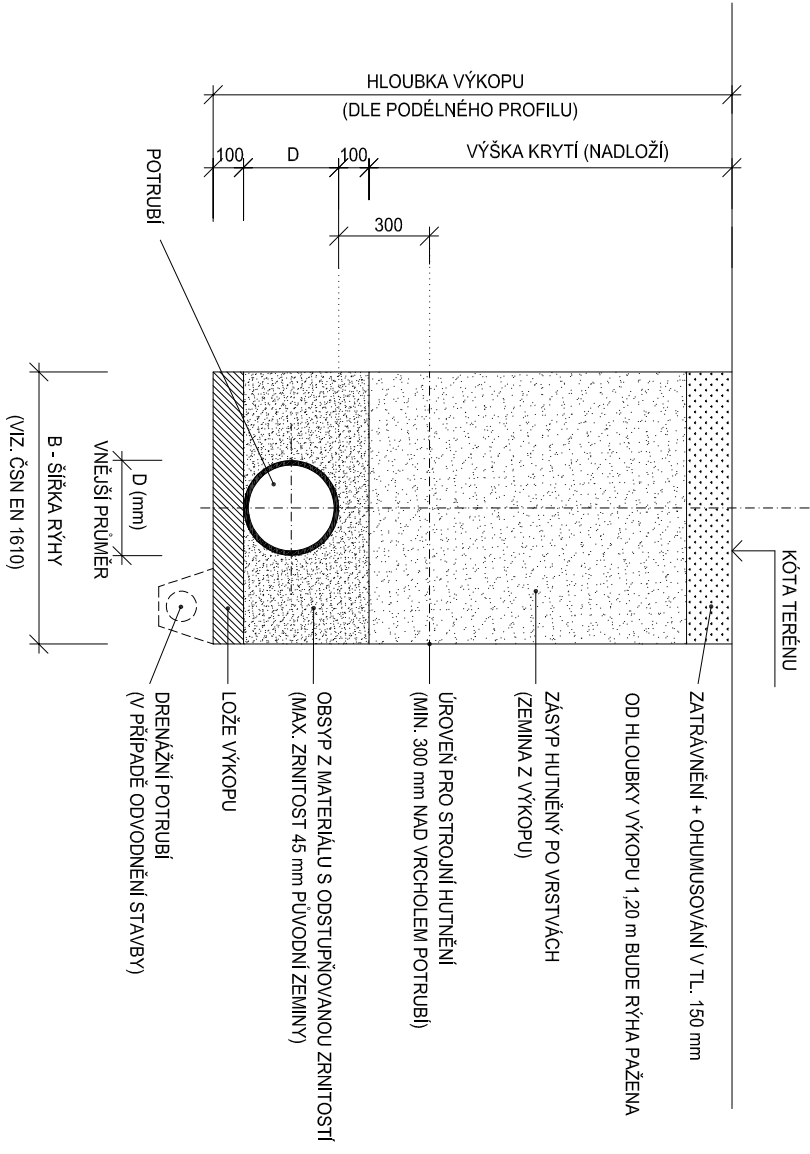 HLOUBKA VÝKOPU
(DLE PODÉLNÉHO PROFILU)
VÝŠKA KRYTÍ (NADLOŽÍ)
100
D
100
300
POTRUBÍ
D (mm)
VNĚJŠÍ PRŮMĚR
B - ŠÍŘKA RÝHY
(VIZ. ČSN EN 1610)
KÓTA TERÉNU
ZATRÁVNĚNÍ + OHUMUSOVÁNÍ V TL. 150 mm
OD HLOUBKY VÝKOPU 1,20 m BUDE RÝHA PAŽENA
ZÁSYP HUTNĚNÝ PO VRSTVÁCH
(ZEMINA Z VÝKOPU)
ÚROVEŇ PRO STROJNÍ HUTNĚNÍ
(MIN. 300 mm NAD VRCHOLEM POTRUBÍ)
OBSYP Z MATERIÁLU S ODSTUPŇOVANOU ZRNITOSTÍ
(MAX. ZRNITOST 45 mm PŮVODNÍ ZEMINY)
LOŽE VÝKOPU
DRENÁŽNÍ POTRUBÍ
(V PŘÍPADĚ ODVODNĚNÍ STAVBY)